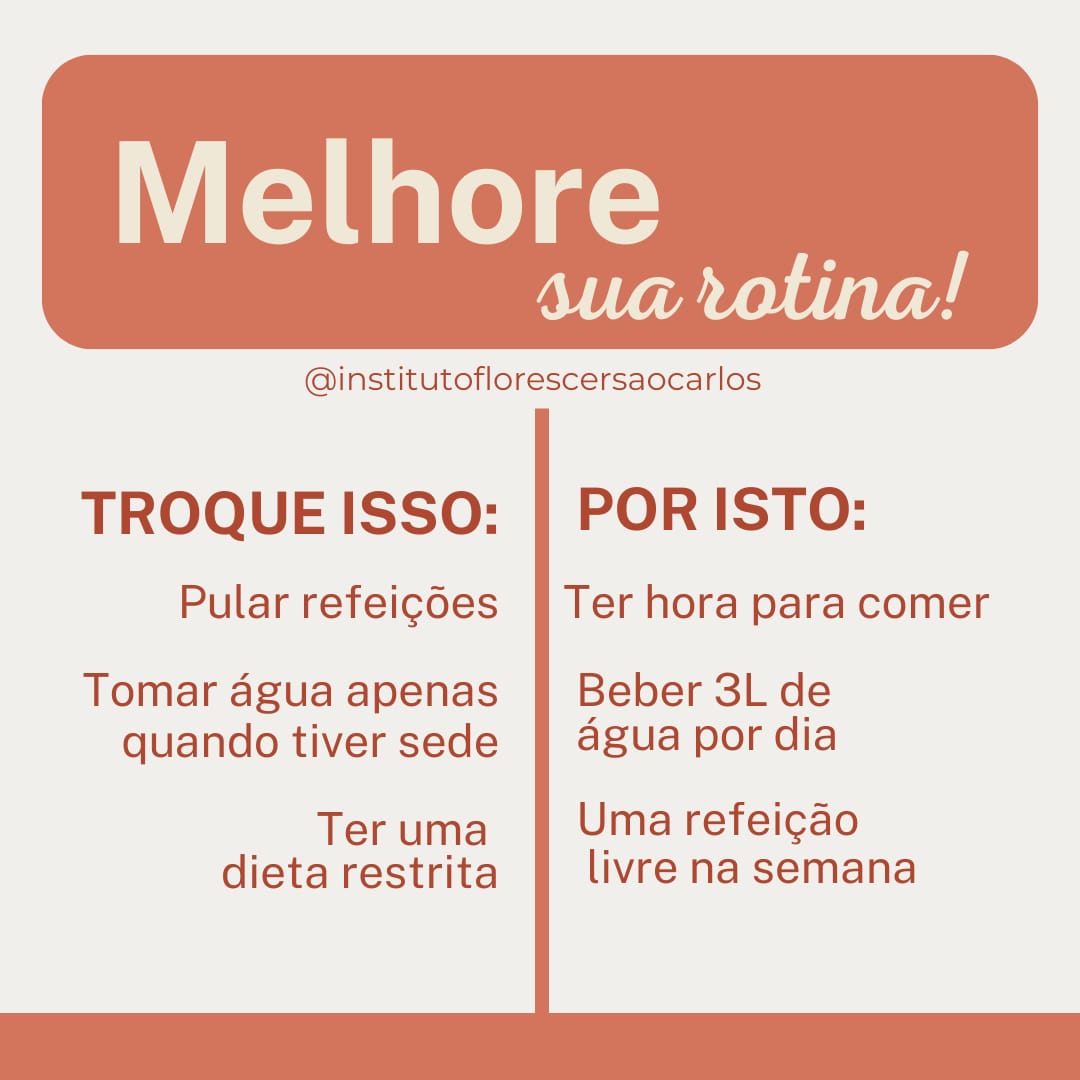 Melhore
sua rotina!
@institutoflorescersaocarlos
TROQUE ISSO:
Pular refeições
Tomar água apenas
quando tiver sede
Ter uma
dieta restrita
POR ISTO:
Ter hora para comer
Beber 3L de
água por dia
Uma refeição
livre na semana